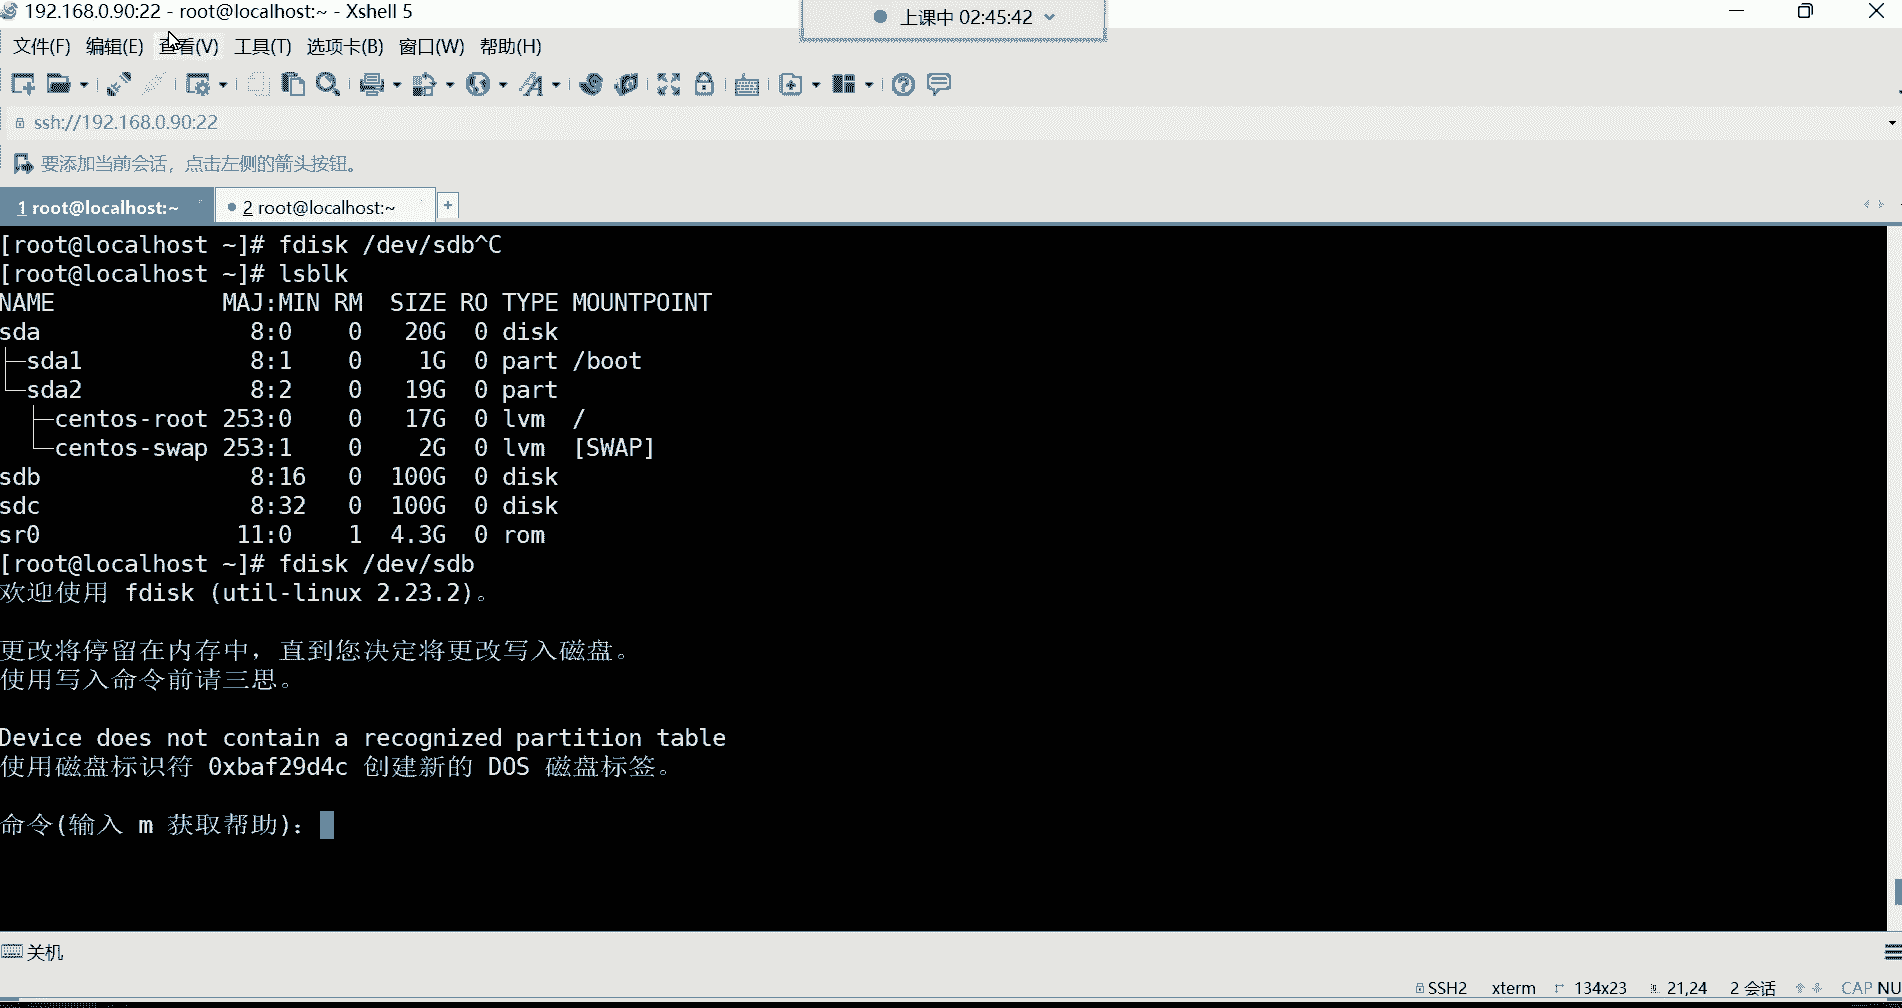 192.168.0.90:22 - root@localhost:~ - Xshell 5
上课中 02:45:42
文件(F) 编辑(E) 查看(V) 工具(T) 选项卡(B) 窗口(W) 帮助(H)
ssh://192.168.0.90:22
要添加当前会话，点击左侧的箭头按钮。
1 root@localhost:~ 2 root@localhost:~ +
[root@localhost ~]# fdisk /dev/sdb^C
[root@localhost ~]# lsblk
NAME MAJ:MIN RM SIZE RO TYPE MOUNTPOINT
sda 8:0 0 20G 0 disk
├─sda1 8:1 0 1G 0 part /boot
└─sda2 8:2 0 19G 0 part
├─centos-root 253:0 0 17G 0 lvm /
└─centos-swap 253:1 0 2G 0 lvm [SWAP]
sdb 8:16 0 100G 0 disk
sdc 8:32 0 100G 0 disk
sr0 11:0 1 4.3G 0 rom
[root@localhost ~]# fdisk /dev/sdb
欢迎使用 fdisk (util-linux 2.23.2)。
更改将停留在内存中，直到您决定将更改写入磁盘。
使用写入命令前请三思。
Device does not contain a recognized partition table
使用磁盘标识符 0xbaf29d4c 创建新的 DOS 磁盘标签。
命令(输入 m 获取帮助)：
关机
SSH2 xterm 134x23 21,24 2 会话 CAP NU